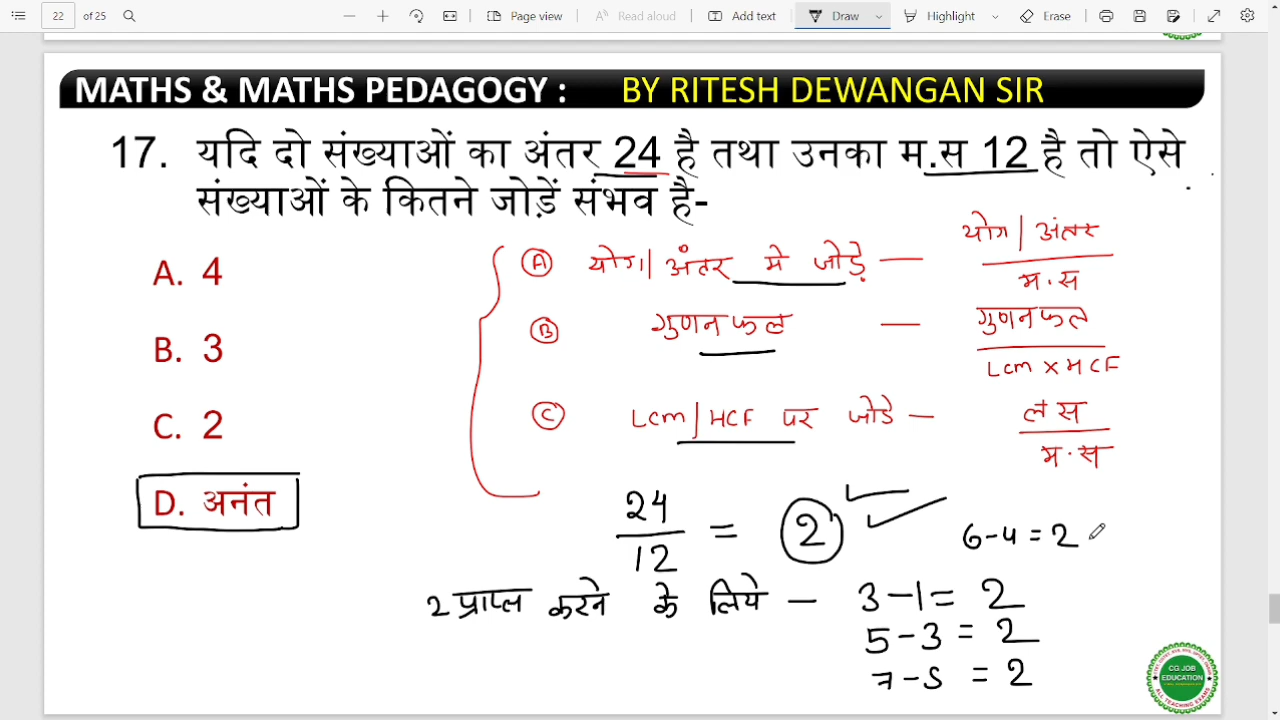 22 of 25 Page view Read aloud Add text Draw Highlight Erase
MATHS & MATHS PEDAGOGY : BY RITESH DEWANGAN SIR
17. यदि दो संख्याओं का अंतर 24 है तथा उनका म.स 12 है तो ऐसे
संख्याओं के कितने जोड़ें संभव है-
A. 4
B. 3
C. 2
D. अनंत
(A) योग/अंतर मे जोड़े — योग/अंतर / म.स
(B) गुणनफल — गुणनफल / Lcm x HCF
(C) Lcm/HCF पर जोडे — ल स / म.स
24/12 = 2
6-4=2
2 प्राप्त करने के लिये — 3-1= 2
5-3 = 2
7-5 = 2
CG JOB
EDUCATION